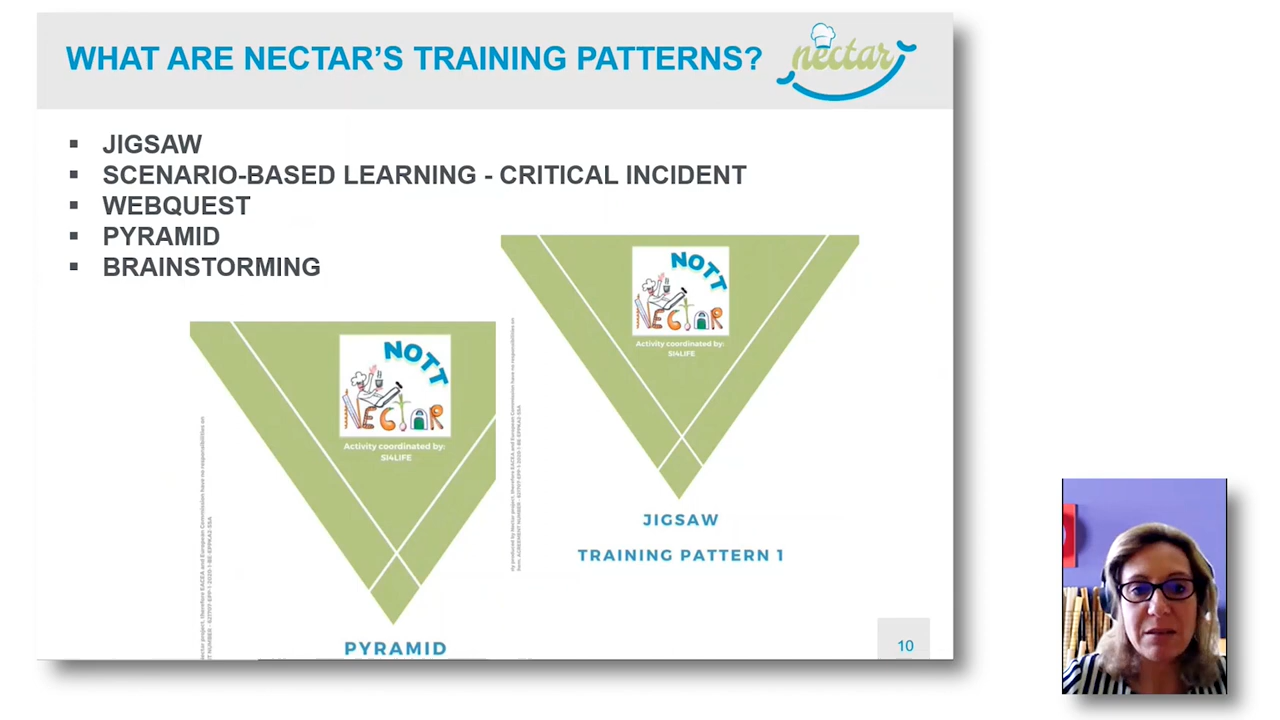 WHAT ARE NECTAR'S TRAINING PATTERNS?
nectar
▪ JIGSAW
▪ SCENARIO-BASED LEARNING - CRITICAL INCIDENT
▪ WEBQUEST
▪ PYRAMID
▪ BRAINSTORMING
NOTT
NECTAR
Activity coordinated by:
SI4LIFE
PYRAMID
NOTT
NECTAR
Activity coordinated by:
SI4LIFE
JIGSAW
TRAINING PATTERN 1
10